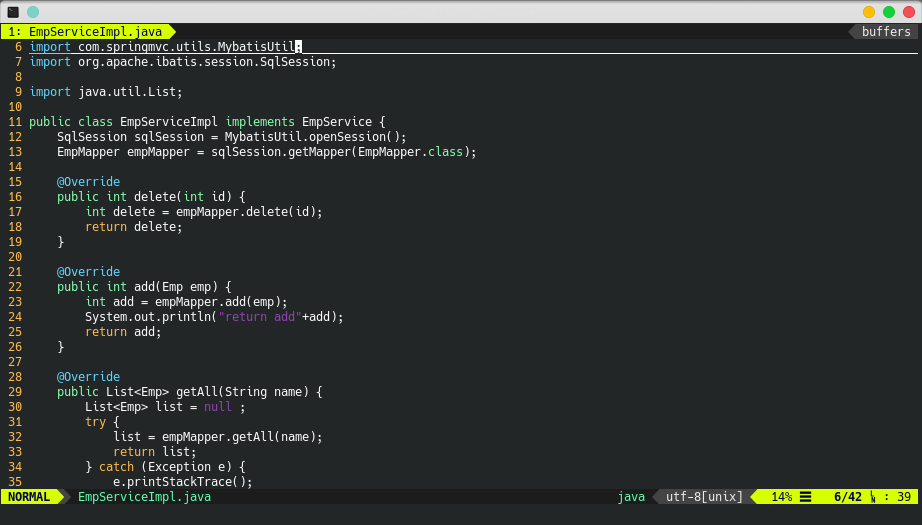 1: EmpServiceImpl.java buffers
6 import com.springmvc.utils.MybatisUtil;
7 import org.apache.ibatis.session.SqlSession;
8
9 import java.util.List;
10
11 public class EmpServiceImpl implements EmpService {
12     SqlSession sqlSession = MybatisUtil.openSession();
13     EmpMapper empMapper = sqlSession.getMapper(EmpMapper.class);
14
15     @Override
16     public int delete(int id) {
17         int delete = empMapper.delete(id);
18         return delete;
19     }
20
21     @Override
22     public int add(Emp emp) {
23         int add = empMapper.add(emp);
24         System.out.println("return add"+add);
25         return add;
26     }
27
28     @Override
29     public List<Emp> getAll(String name) {
30         List<Emp> list = null ;
31         try {
32             list = empMapper.getAll(name);
33             return list;
34         } catch (Exception e) {
35             e.printStackTrace();
NORMAL EmpServiceImpl.java java utf-8[unix] 14% ☰ 6/42 ㏑ : 39